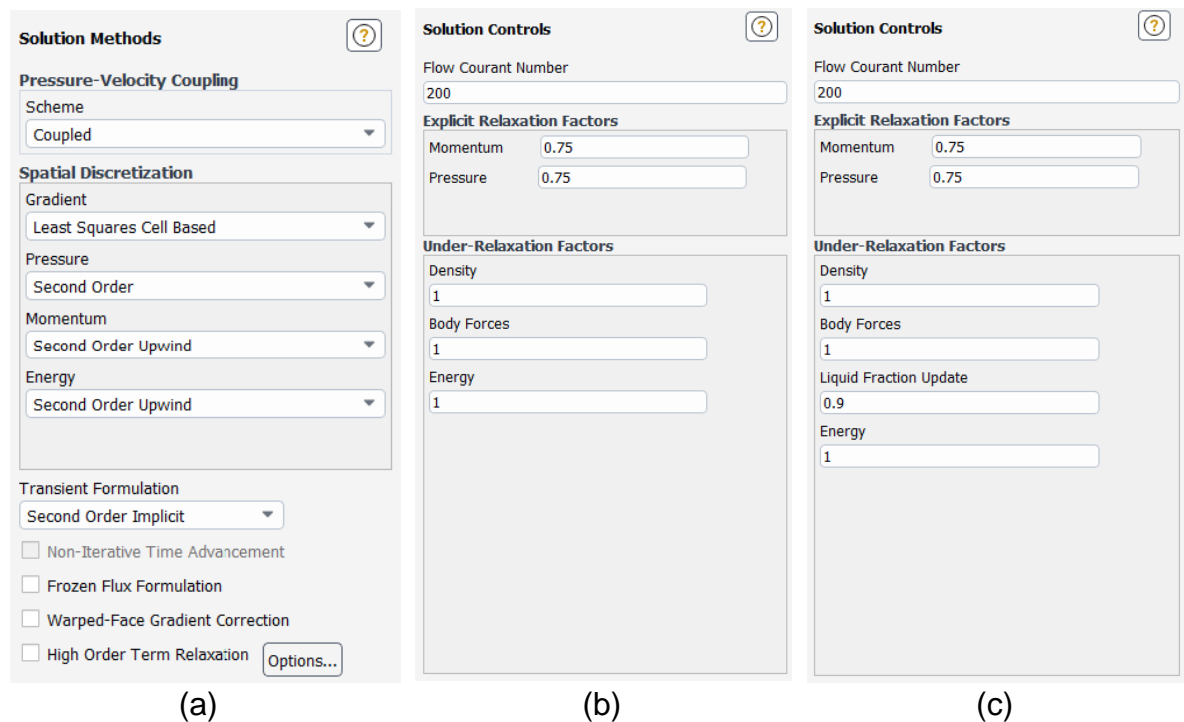 Solution Methods
?
Pressure-Velocity Coupling
Scheme
Coupled
Spatial Discretization
Gradient
Least Squares Cell Based
Pressure
Second Order
Momentum
Second Order Upwind
Energy
Second Order Upwind
Transient Formulation
Second Order Implicit
Non-Iterative Time Advancement
Frozen Flux Formulation
Warped-Face Gradient Correction
High Order Term Relaxation Options...
(a)
Solution Controls
?
Flow Courant Number
200
Explicit Relaxation Factors
Momentum 0.75
Pressure 0.75
Under-Relaxation Factors
Density
1
Body Forces
1
Energy
1
(b)
Solution Controls
?
Flow Courant Number
200
Explicit Relaxation Factors
Momentum 0.75
Pressure 0.75
Under-Relaxation Factors
Density
1
Body Forces
1
Liquid Fraction Update
0.9
Energy
1
(c)